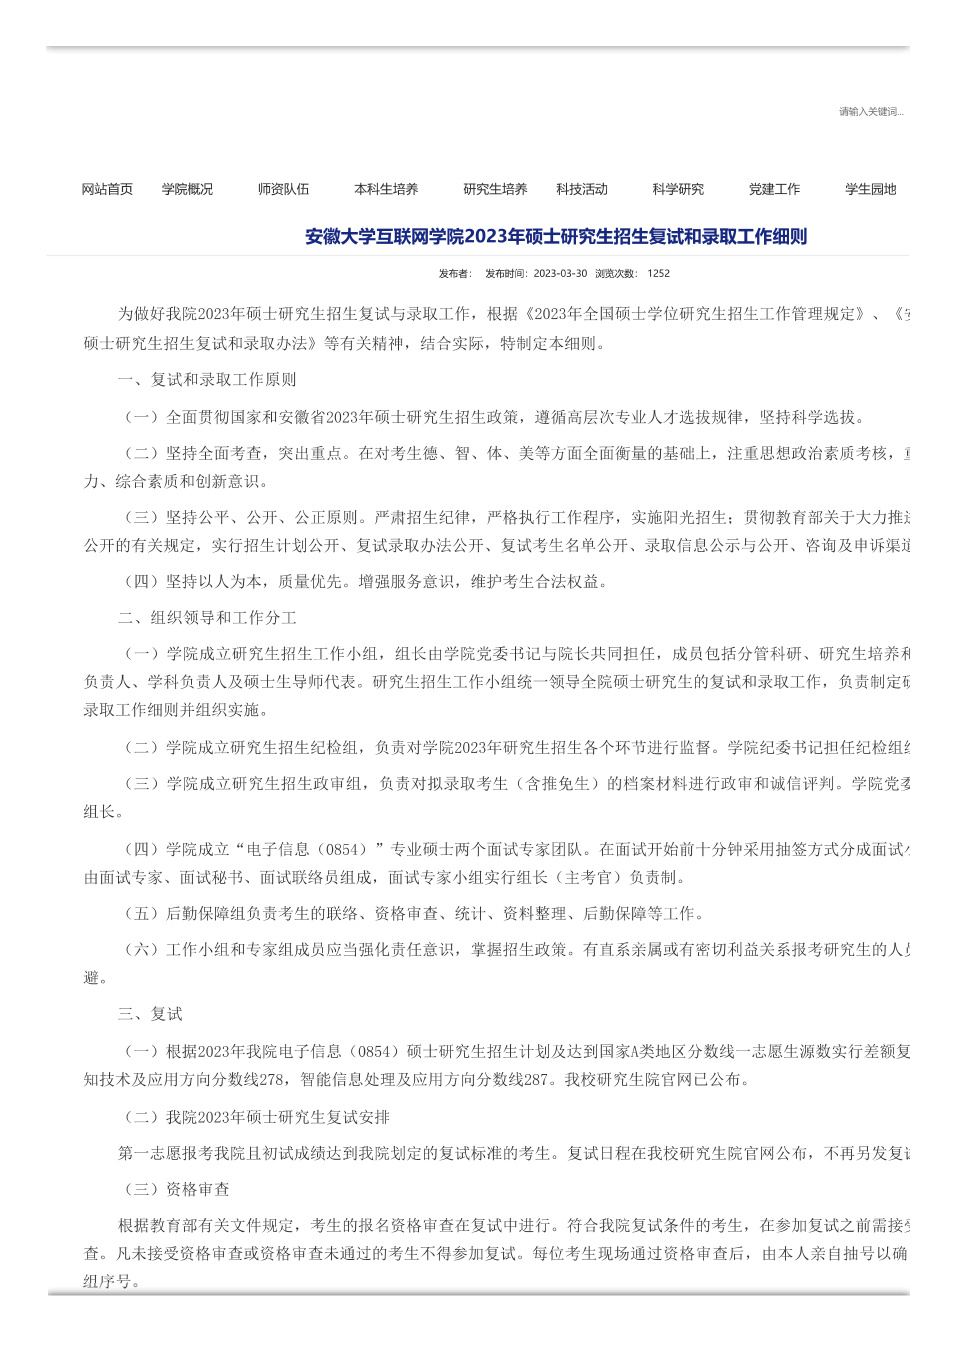 请输入关键词...
网站首页 学院概况 师资队伍 本科生培养 研究生培养 科技活动 科学研究 党建工作 学生园地
安徽大学互联网学院2023年硕士研究生招生复试和录取工作细则
发布者： 发布时间：2023-03-30 浏览次数： 1252
为做好我院2023年硕士研究生招生复试与录取工作，根据《2023年全国硕士学位研究生招生工作管理规定》、《
硕士研究生招生复试和录取办法》等有关精神，结合实际，特制定本细则。
一、复试和录取工作原则
（一）全面贯彻国家和安徽省2023年硕士研究生招生政策，遵循高层次专业人才选拔规律，坚持科学选拔。
（二）坚持全面考查，突出重点。在对考生德、智、体、美等方面全面衡量的基础上，注重思想政治素质考核，
力、综合素质和创新意识。
（三）坚持公平、公开、公正原则。严肃招生纪律，严格执行工作程序，实施阳光招生；贯彻教育部关于大力推
公开的有关规定，实行招生计划公开、复试录取办法公开、复试考生名单公开、录取信息公示与公开、咨询及申诉渠道
（四）坚持以人为本，质量优先。增强服务意识，维护考生合法权益。
二、组织领导和工作分工
（一）学院成立研究生招生工作小组，组长由学院党委书记与院长共同担任，成员包括分管科研、研究生培养和
负责人、学科负责人及硕士生导师代表。研究生招生工作小组统一领导全院硕士研究生的复试和录取工作，负责制定
录取工作细则并组织实施。
（二）学院成立研究生招生纪检组，负责对学院2023年研究生招生各个环节进行监督。学院纪委书记担任纪检组
（三）学院成立研究生招生政审组，负责对拟录取考生（含推免生）的档案材料进行政审和诚信评判。学院党委
组长。
（四）学院成立“电子信息（0854）”专业硕士两个面试专家团队。在面试开始前十分钟采用抽签方式分成面试
由面试专家、面试秘书、面试联络员组成，面试专家小组实行组长（主考官）负责制。
（五）后勤保障组负责考生的联络、资格审查、统计、资料整理、后勤保障等工作。
（六）工作小组和专家组成员应当强化责任意识，掌握招生政策。有直系亲属或有密切利益关系报考研究生的人员
避。
三、复试
（一）根据2023年我院电子信息（0854）硕士研究生招生计划及达到国家A类地区分数线一志愿生源数实行差额复
知技术及应用方向分数线278，智能信息处理及应用方向分数线287。我校研究生院官网已公布。
（二）我院2023年硕士研究生复试安排
第一志愿报考我院且初试成绩达到我院划定的复试标准的考生。复试日程在我校研究生院官网公布，不再另发复试
（三）资格审查
根据教育部有关文件规定，考生的报名资格审查在复试中进行。符合我院复试条件的考生，在参加复试之前需接受
查。凡未接受资格审查或资格审查未通过的考生不得参加复试。每位考生现场通过资格审查后，由本人亲自抽号以确
组序号。